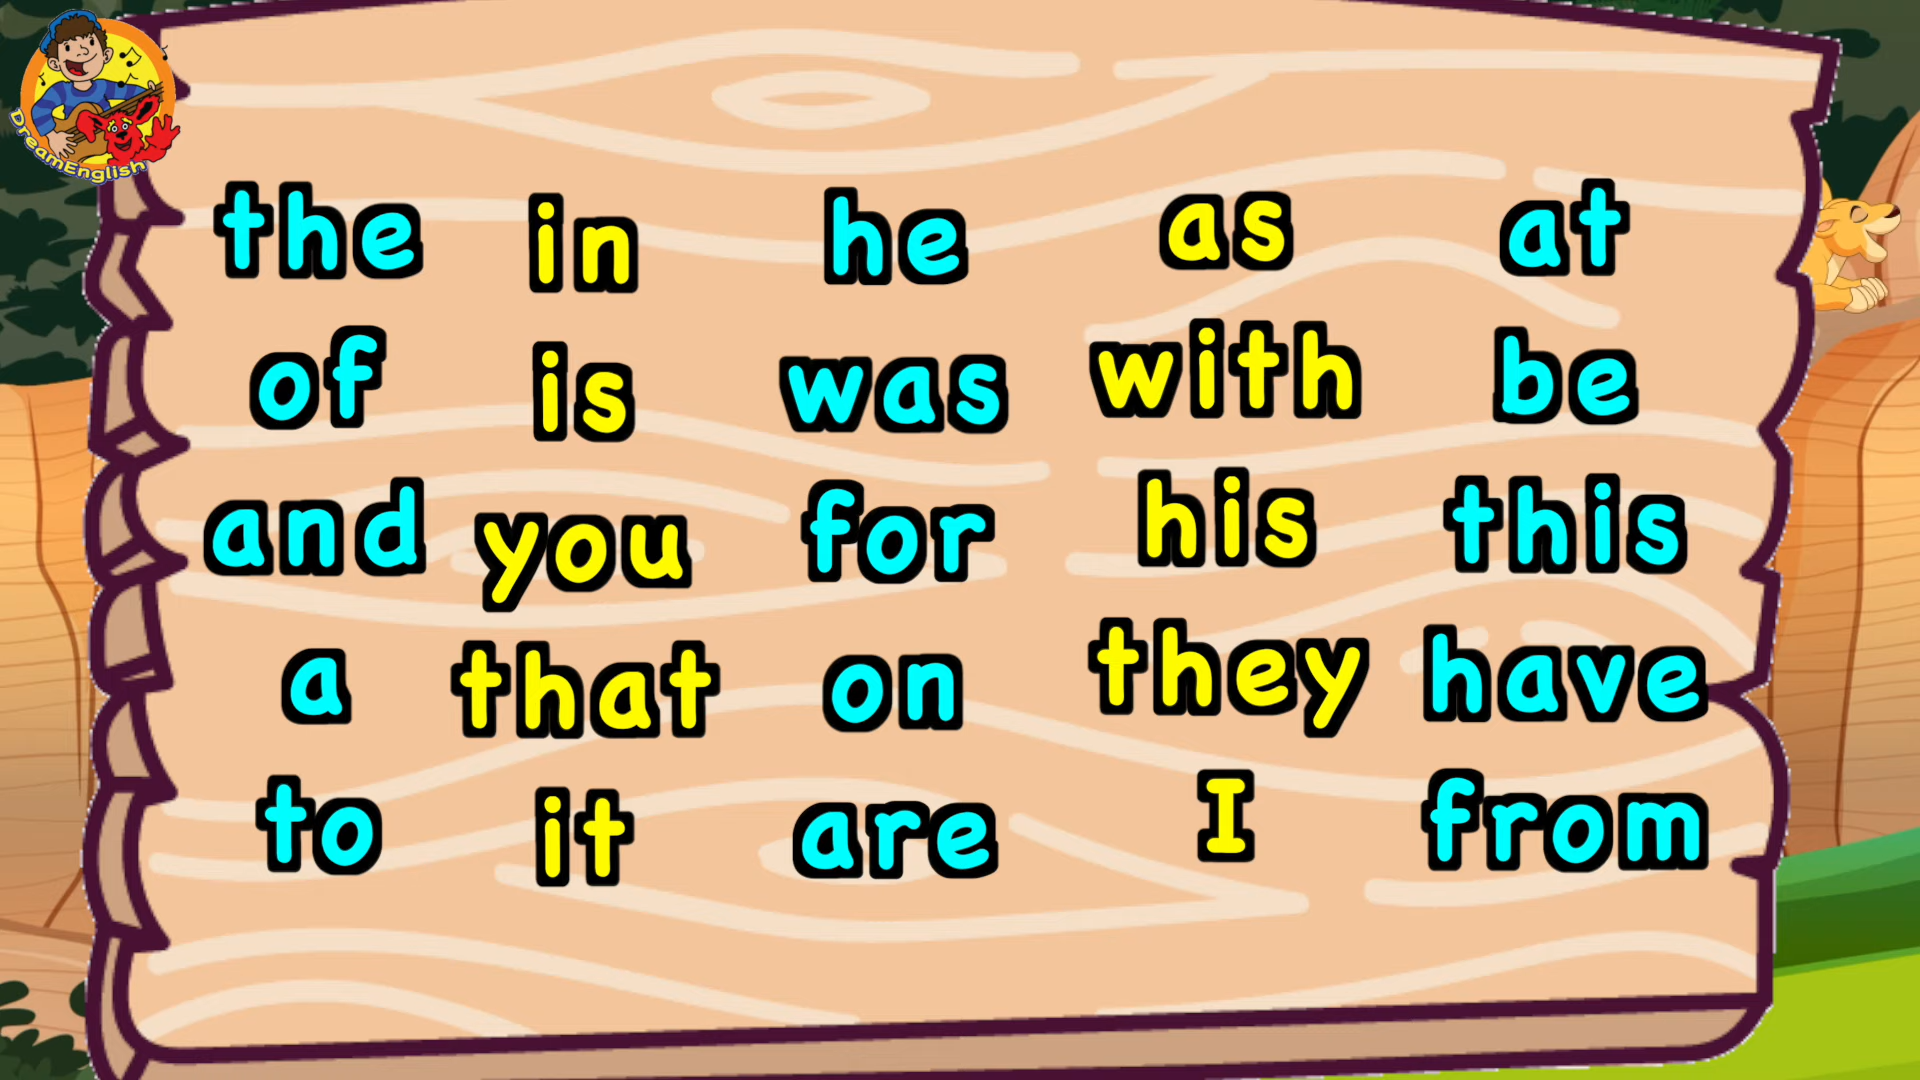 DreamEnglish
the in he as at
of is was with be
and you for his this
a that on they have
to it are I from